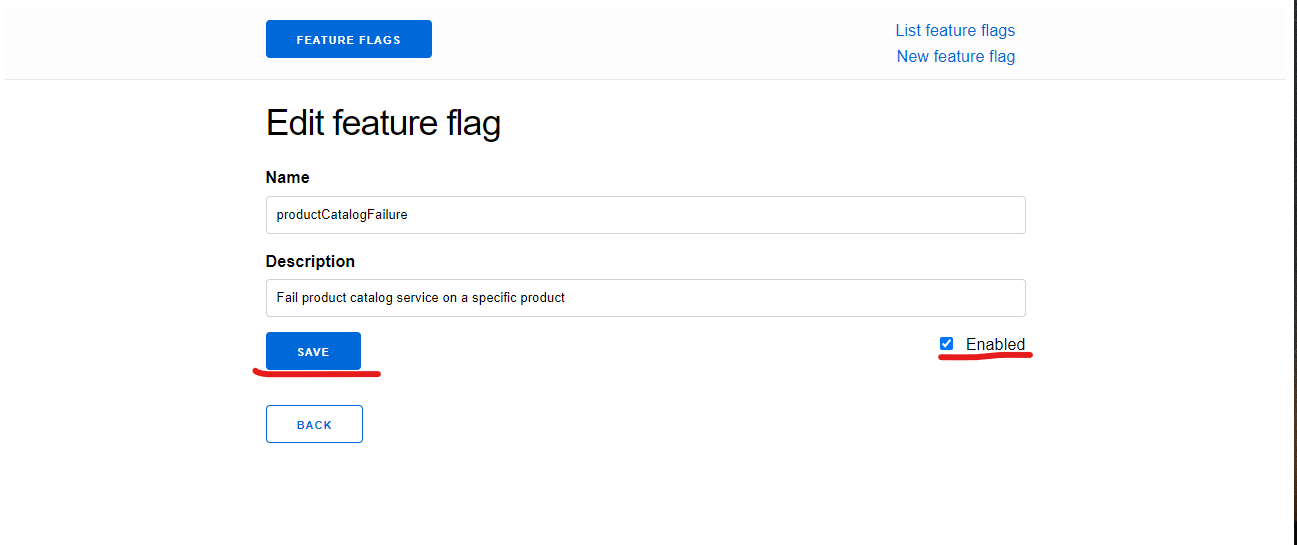 FEATURE FLAGS
List feature flags
New feature flag
Edit feature flag
Name
productCatalogFailure
Description
Fail product catalog service on a specific product
SAVE
Enabled
BACK